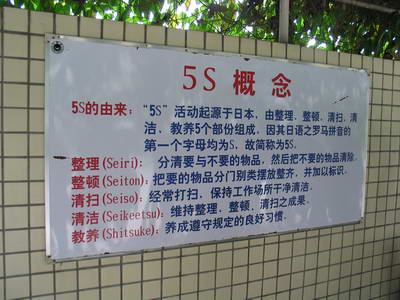 5S 概念
5S的由来：“5S”活动起源于日本，由整理、整顿、清扫、清
洁、教养5个部份组成，因其日语之罗马拼音的
第一个字母均为S，故简称为5S。
整理(Seiri)： 分清要与不要的物品，然后把不要的物品清除。
整顿(Seiton)：把要的物品分门别类摆放整齐，并加以标识。
清扫(Seiso)：经常打扫，保持工作场所干净清洁．
清洁(Seikeetsu)：维持整理、整顿、清扫之成果．
教养(Shitsuke)：养成遵守规定的良好习惯．